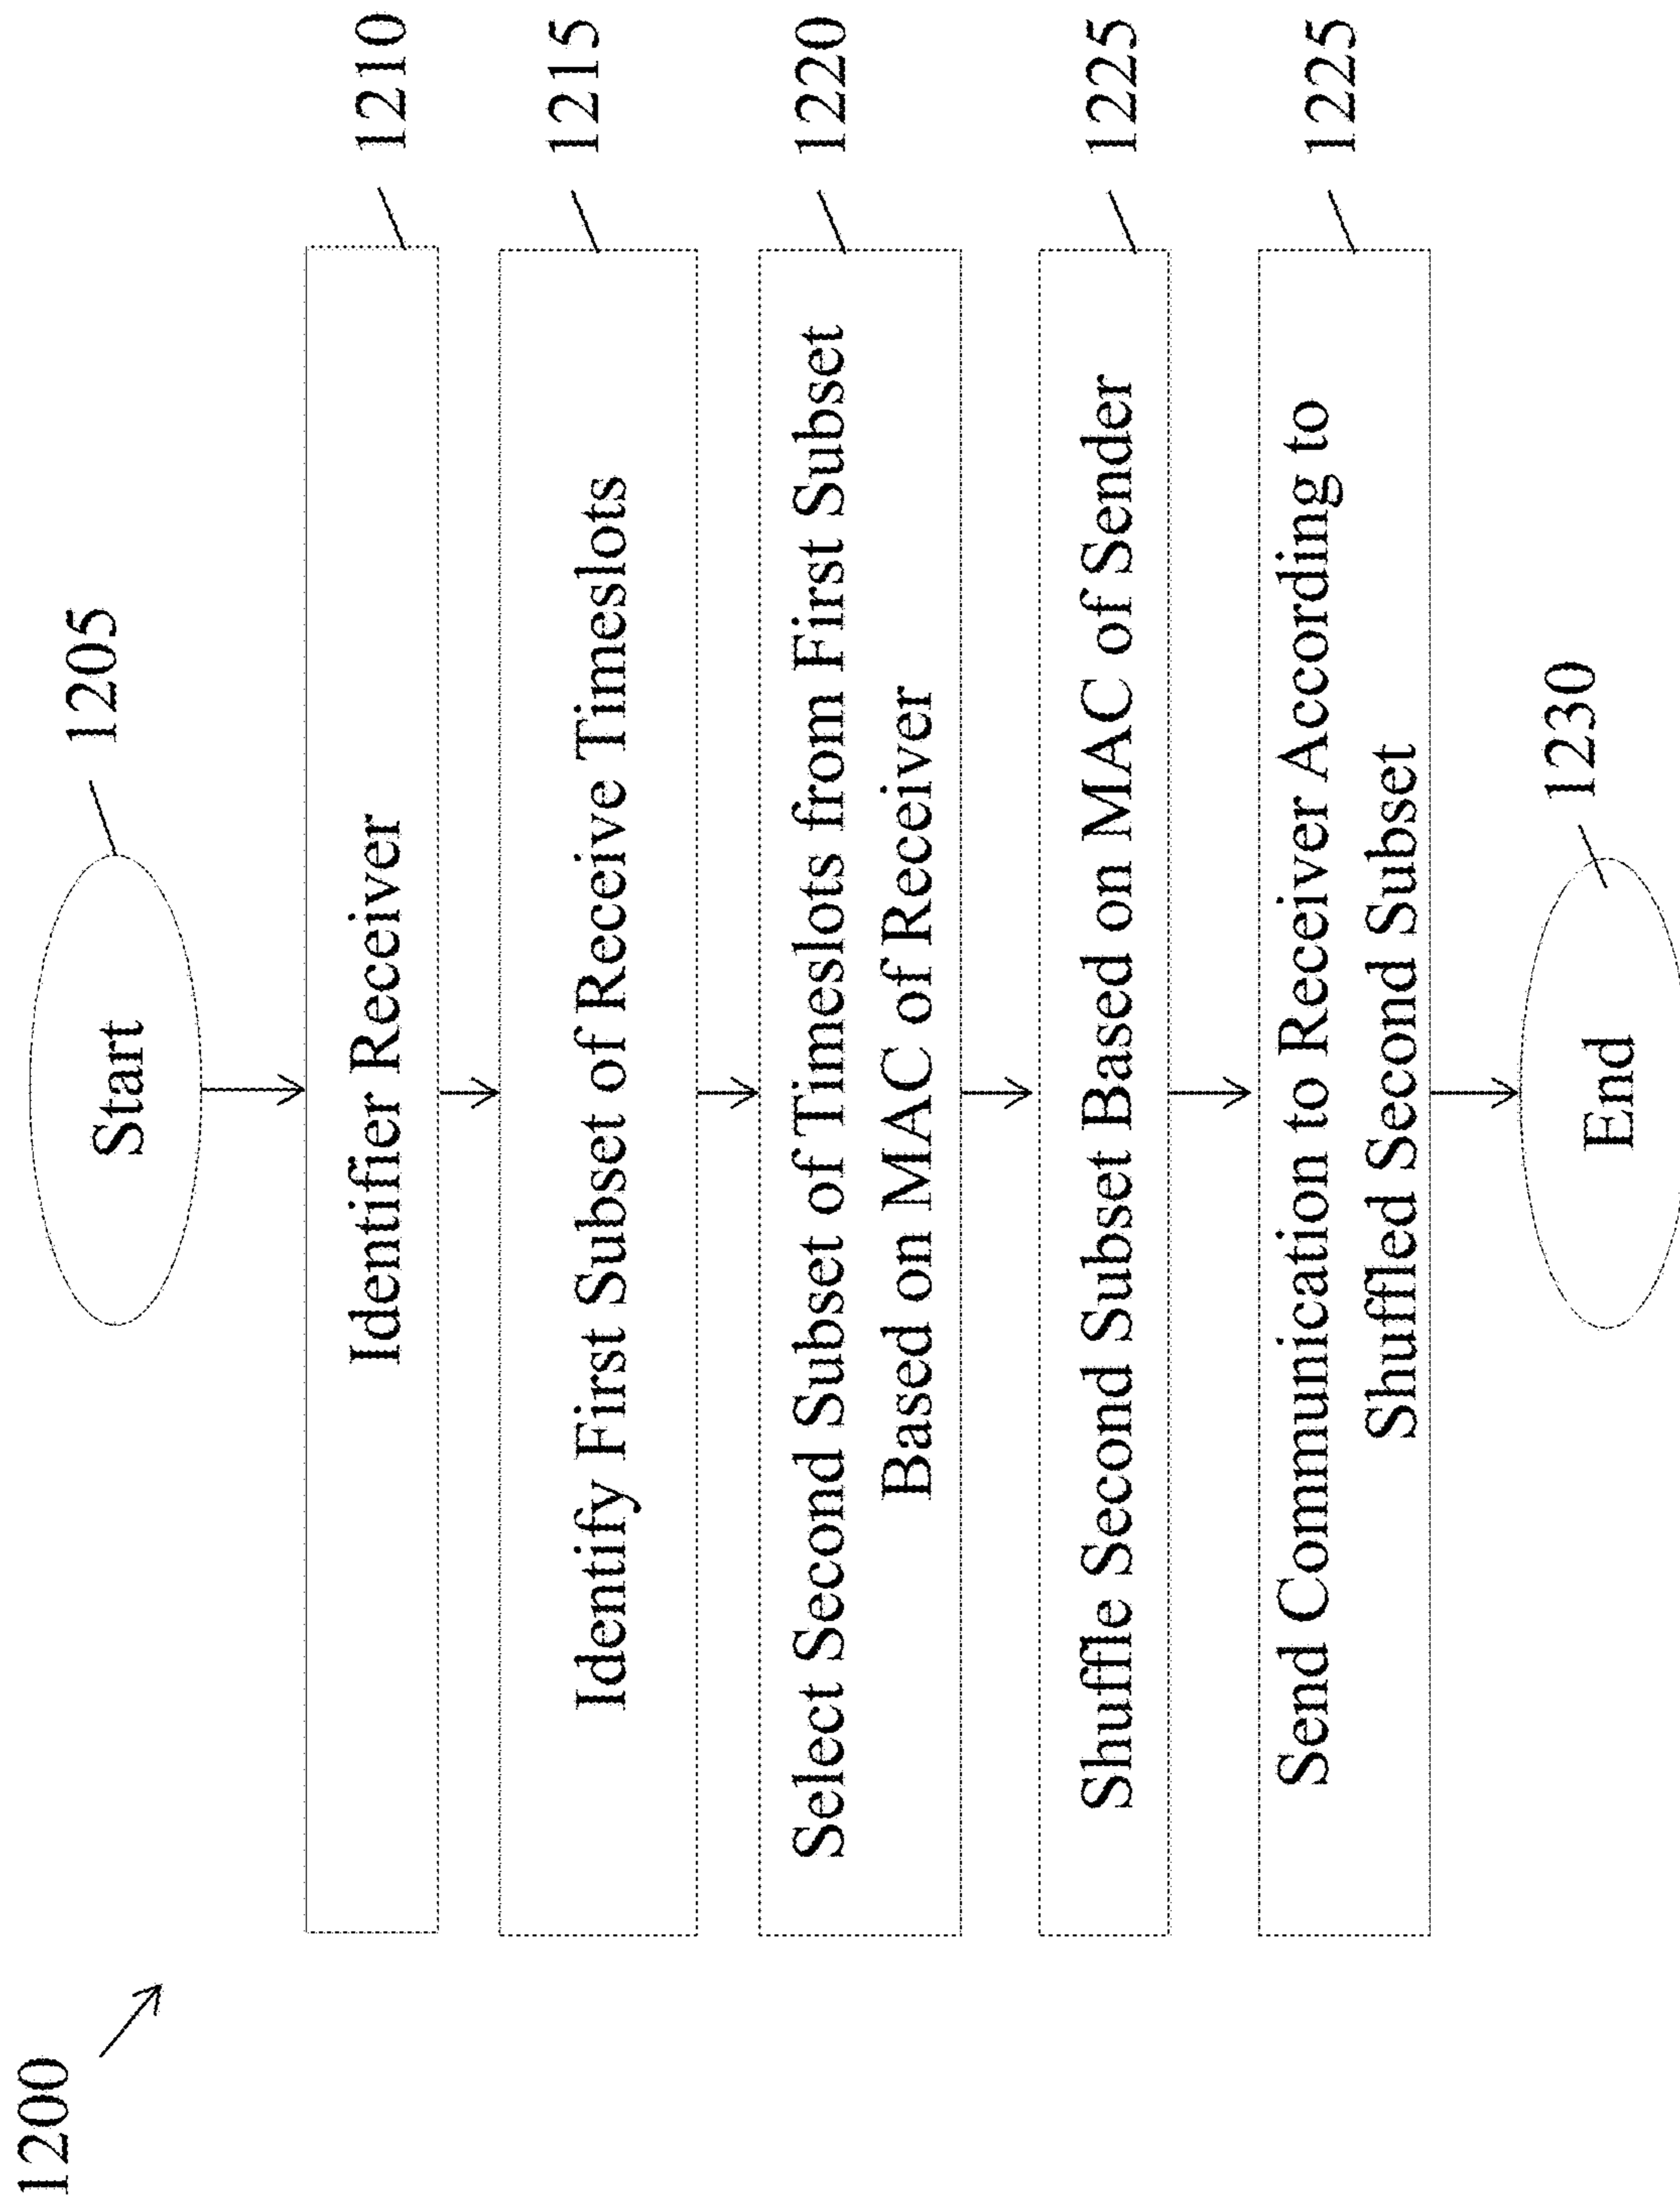 1200
Start
1205
Identifier Receiver
1210
Identify First Subset of Receive Timeslots
1215
Select Second Subset of Timeslots from First Subset
Based on MAC of Receiver
1220
Shuffle Second Subset Based on MAC of Sender
1225
Send Communication to Receiver According to
Shuffled Second Subset
1225
End
1230